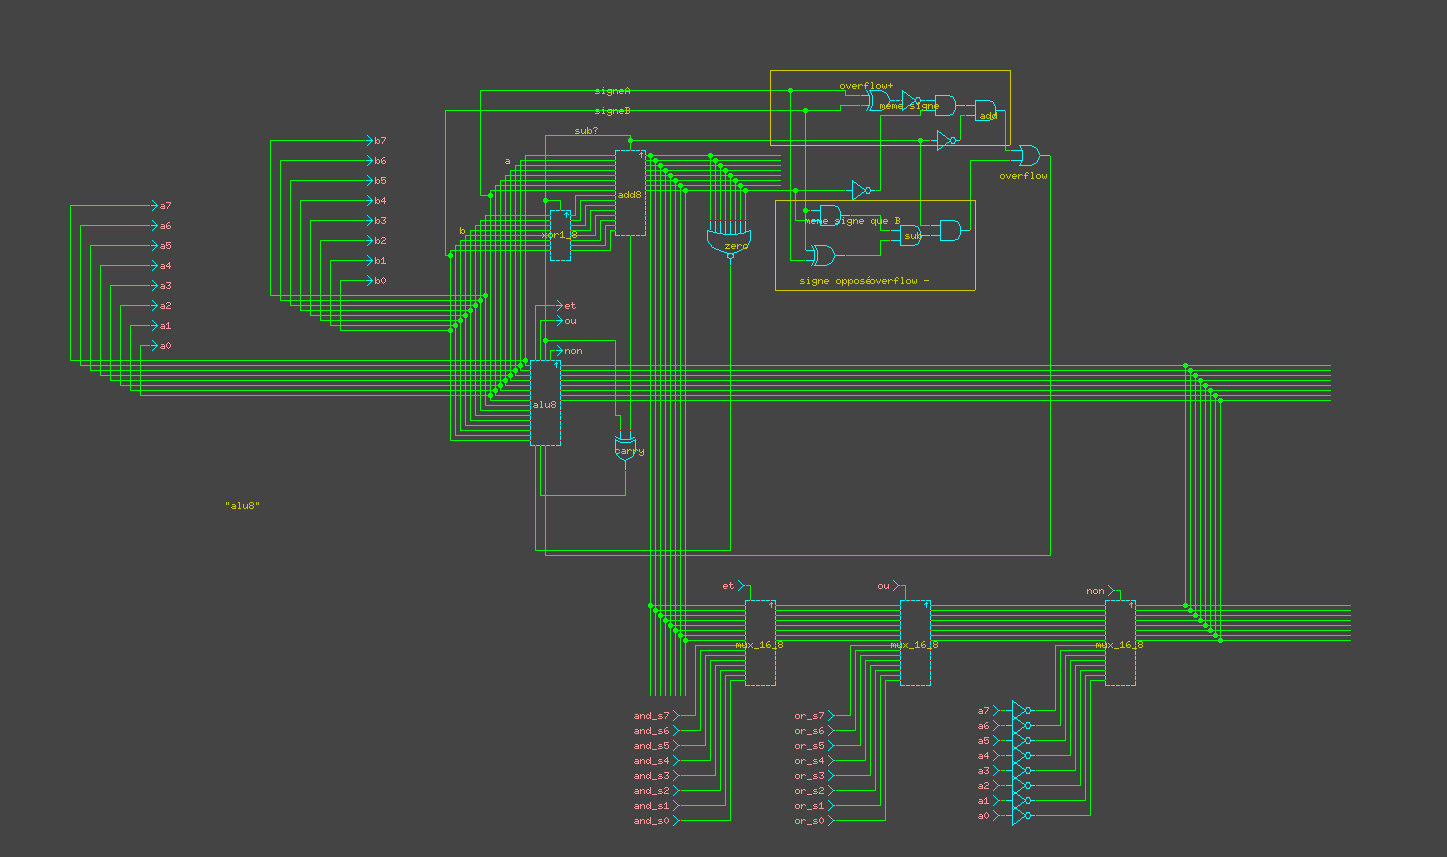 overflow+
signeA
même signe
signeB
add
sub?
b7
a
b6
overflow
b5
add8
b4
a7
meme signe que B
a6
b3
b
xor1_8
sub
b2
a5
zero
b1
a4
b0
signe opposé
overflow -
a3
a2
et
ou
a1
a0
non
alu8
carry
"alu8"
et
ou
non
mux_16_8
mux_16_8
mux_16_8
and_s7
or_s7
a7
and_s6
or_s6
a6
and_s5
or_s5
a5
and_s4
or_s4
a4
and_s3
or_s3
a3
and_s2
or_s2
a2
and_s1
or_s1
a1
and_s0
or_s0
a0